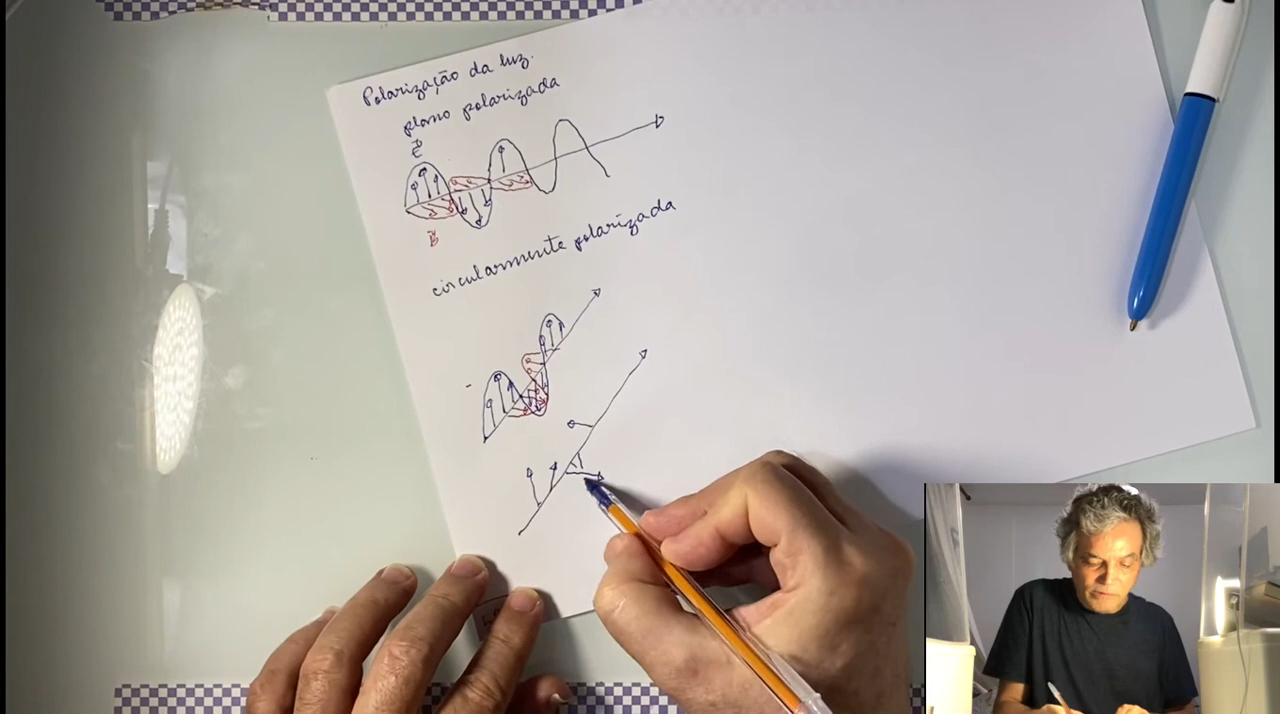 Polarização da luz.
plano polarizada
E
B
circularmente polarizada